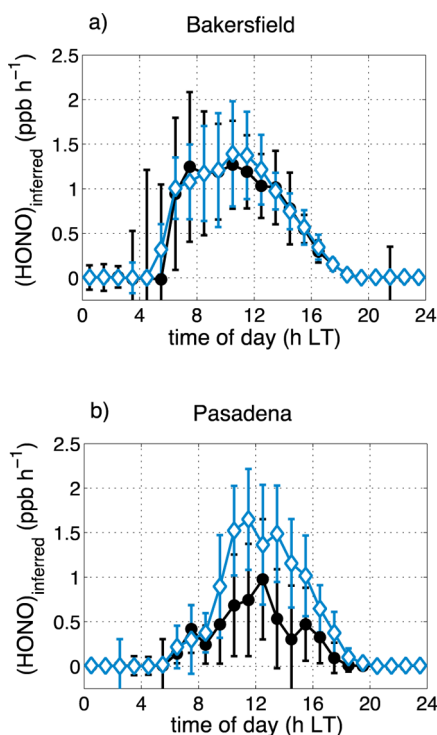 a) Bakersfield
2.5
2
1.5
1
0.5
0
(HONO)inferred (ppb h−1)
0 4 8 12 16 20 24
time of day (h LT)
b) Pasadena
2.5
2
1.5
1
0.5
0
(HONO)inferred (ppb h−1)
0 4 8 12 16 20 24
time of day (h LT)